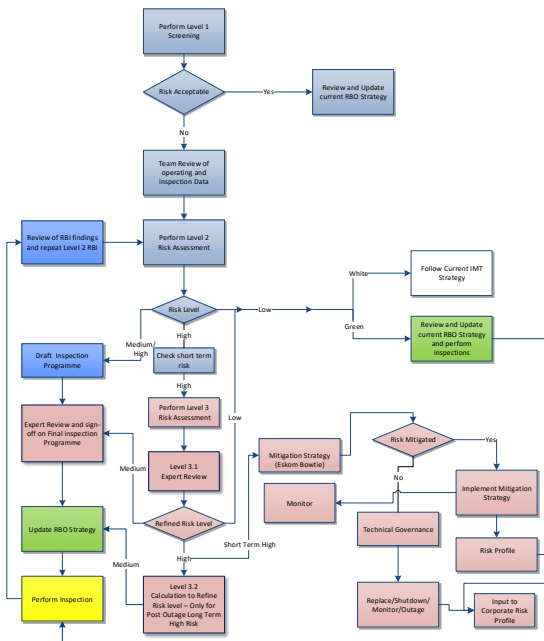 Perform Level 1
Screening
Risk Acceptable
Yes
Review and Update
current RBO Strategy
No
Team Review of
operating and
inspection Data
Review of RBI findings
and repeat Level 2 RBI
Perform Level 2
Risk Assessment
White
Follow Current IMT
Strategy
Risk Level
Low
Green
Review and Update
current RBO Strategy
and perform
inspections
Medium/
High
High
Check short term
risk
Draft Inspection
Programme
High
Perform Level 3
Risk Assessment
Low
Expert Review and sign-
off on Final inspection
Programme
Medium
Level 3.1
Expert Review
Mitigation Strategy
(Eskom Bowtie)
Risk Mitigated
Yes
No
Monitor
Implement Mitigation
Strategy
Update RBO Strategy
Refined Risk Level
Technical Governance
Short Term High
High
Medium
Risk Profile
Perform Inspection
Level 3.2
Calculation to Refine
Risk level – Only for
Post Outage Long Term
High Risk
Replace/Shutdown/
Monitor/Outage
Input to
Corporate Risk
Profile